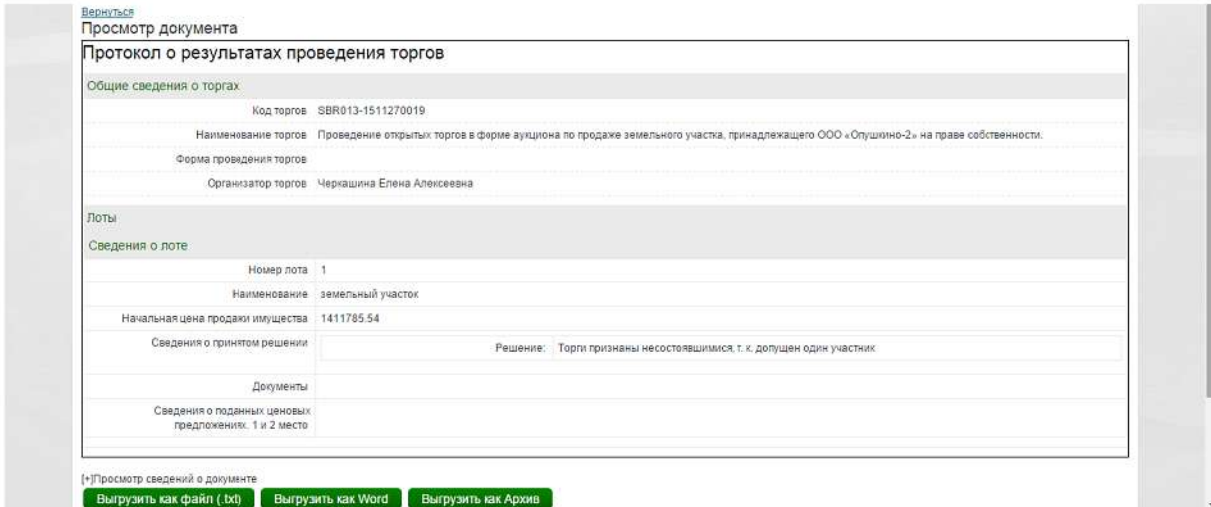 Вернуться
Просмотр документа
Протокол о результатах проведения торгов
Общие сведения о торгах
Код торгов SBR013-1511270019
Наименование торгов Проведение открытых торгов в форме аукциона по продаже земельного участка, принадлежащего ООО «Опушкино-2» на праве собственности.
Форма проведения торгов
Организатор торгов Черкашина Елена Алексеевна
Лоты
Сведения о лоте
Номер лота 1
Наименование земельный участок
Начальная цена продажи имущества 1411785.54
Сведения о принятом решении Решение: Торги признаны несостоявшимися, т. к. допущен один участник
Документы
Сведения о поданных ценовых
предложениях. 1 и 2 место
[+]Просмотр сведений о документе
Выгрузить как файл (.txt) Выгрузить как Word Выгрузить как Архив